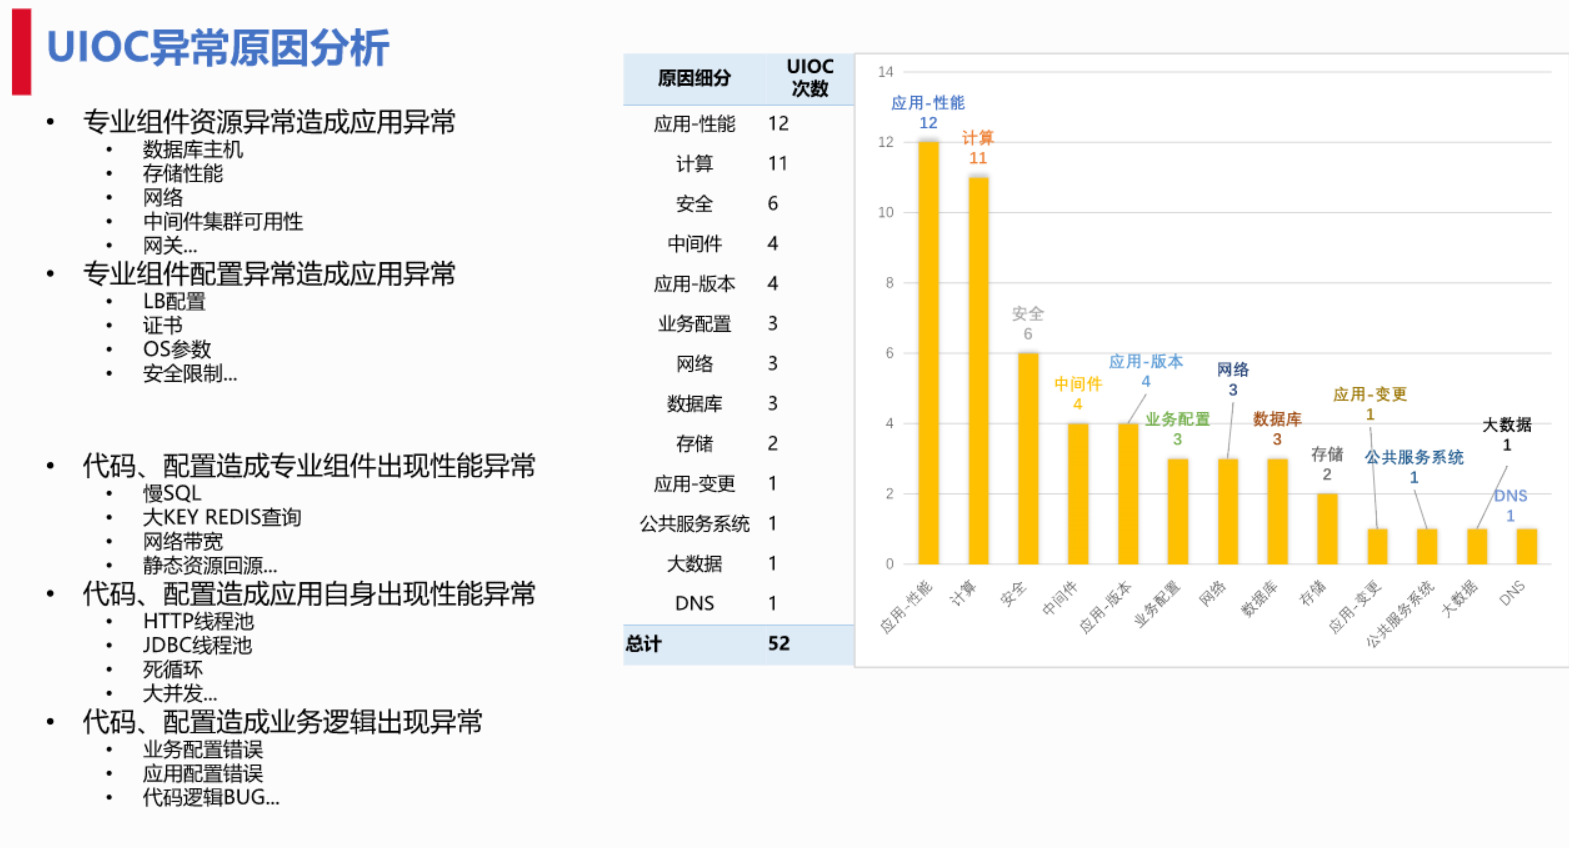 UIOC异常原因分析
• 专业组件资源异常造成应用异常
• 数据库主机
• 存储性能
• 网络
• 中间件集群可用性
• 网关...
• 专业组件配置异常造成应用异常
• LB配置
• 证书
• OS参数
• 安全限制...
• 代码、配置造成专业组件出现性能异常
• 慢SQL
• 大KEY REDIS查询
• 网络带宽
• 静态资源回源...
• 代码、配置造成应用自身出现性能异常
• HTTP线程池
• JDBC线程池
• 死循环
• 大并发...
• 代码、配置造成业务逻辑出现异常
• 业务配置错误
• 应用配置错误
• 代码逻辑BUG...
原因细分 UIOC
次数
应用-性能 12
计算 11
安全 6
中间件 4
应用-版本 4
业务配置 3
网络 3
数据库 3
存储 2
应用-变更 1
公共服务系统 1
大数据 1
DNS 1
总计 52
14
12
10
8
6
4
2
0
应用-性能
12
计算
11
安全
6
中间件
4
应用-版本
4
业务配置
3
网络
3
数据库
3
存储
2
应用-变更
1
公共服务系统
1
大数据
1
DNS
1
应用-性能
计算
安全
中间件
应用-版本
业务配置
网络
数据库
存储
应用-变更
公共服务系统
大数据
DNS